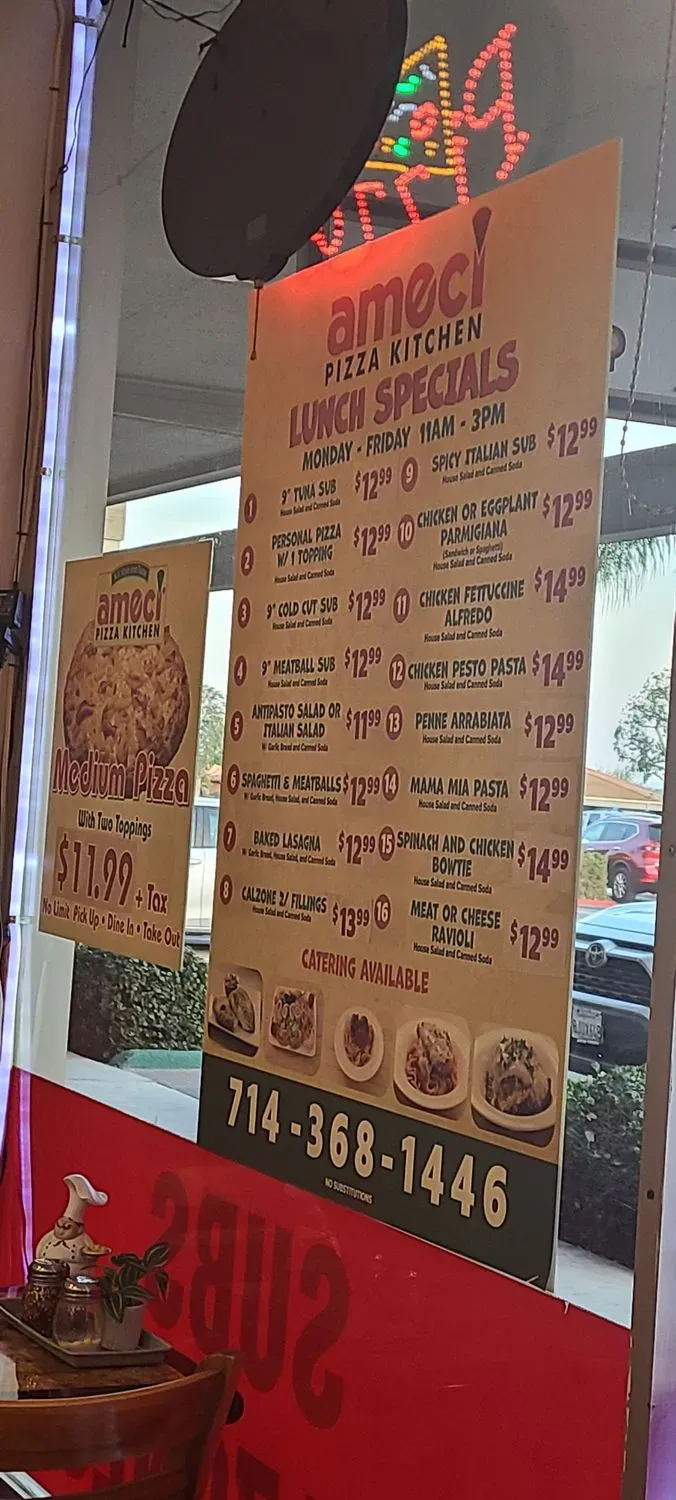 ameci
PIZZA KITCHEN
LUNCH SPECIALS
MONDAY - FRIDAY 11AM - 3PM
1 9" TUNA SUB $12.99
House Salad and Canned Soda
2 PERSONAL PIZZA
W/ 1 TOPPING $12.99
House Salad and Canned Soda
3 9" COLD CUT SUB $12.99
House Salad and Canned Soda
4 9" MEATBALL SUB $12.99
House Salad and Canned Soda
5 ANTIPASTO SALAD OR
ITALIAN SALAD $11.99
W/ Garlic Bread and Canned Soda
6 SPAGHETTI & MEATBALLS $12.99
W/ Garlic Bread, House Salad, and Canned Soda
7 BAKED LASAGNA $12.99
W/ Garlic Bread, House Salad, and Canned Soda
8 CALZONE 2/ FILLINGS $13.99
House Salad and Canned Soda
9 SPICY ITALIAN SUB $12.99
House Salad and Canned Soda
10 CHICKEN OR EGGPLANT
PARMIGIANA $12.99
(Sandwich or Spaghetti)
House Salad and Canned Soda
11 CHICKEN FETTUCCINE
ALFREDO $14.99
House Salad and Canned Soda
12 CHICKEN PESTO PASTA $14.99
House Salad and Canned Soda
13 PENNE ARRABIATA $12.99
House Salad and Canned Soda
14 MAMA MIA PASTA $12.99
House Salad and Canned Soda
15 SPINACH AND CHICKEN
BOWTIE $14.99
House Salad and Canned Soda
16 MEAT OR CHEESE
RAVIOLI $12.99
House Salad and Canned Soda
CATERING AVAILABLE
714-368-1446
NO SUBSTITUTIONS
ameci
PIZZA KITCHEN
Medium Pizza
With Two Toppings
$11.99 + Tax
No Limit Pick Up • Dine In • Take Out
SUBS